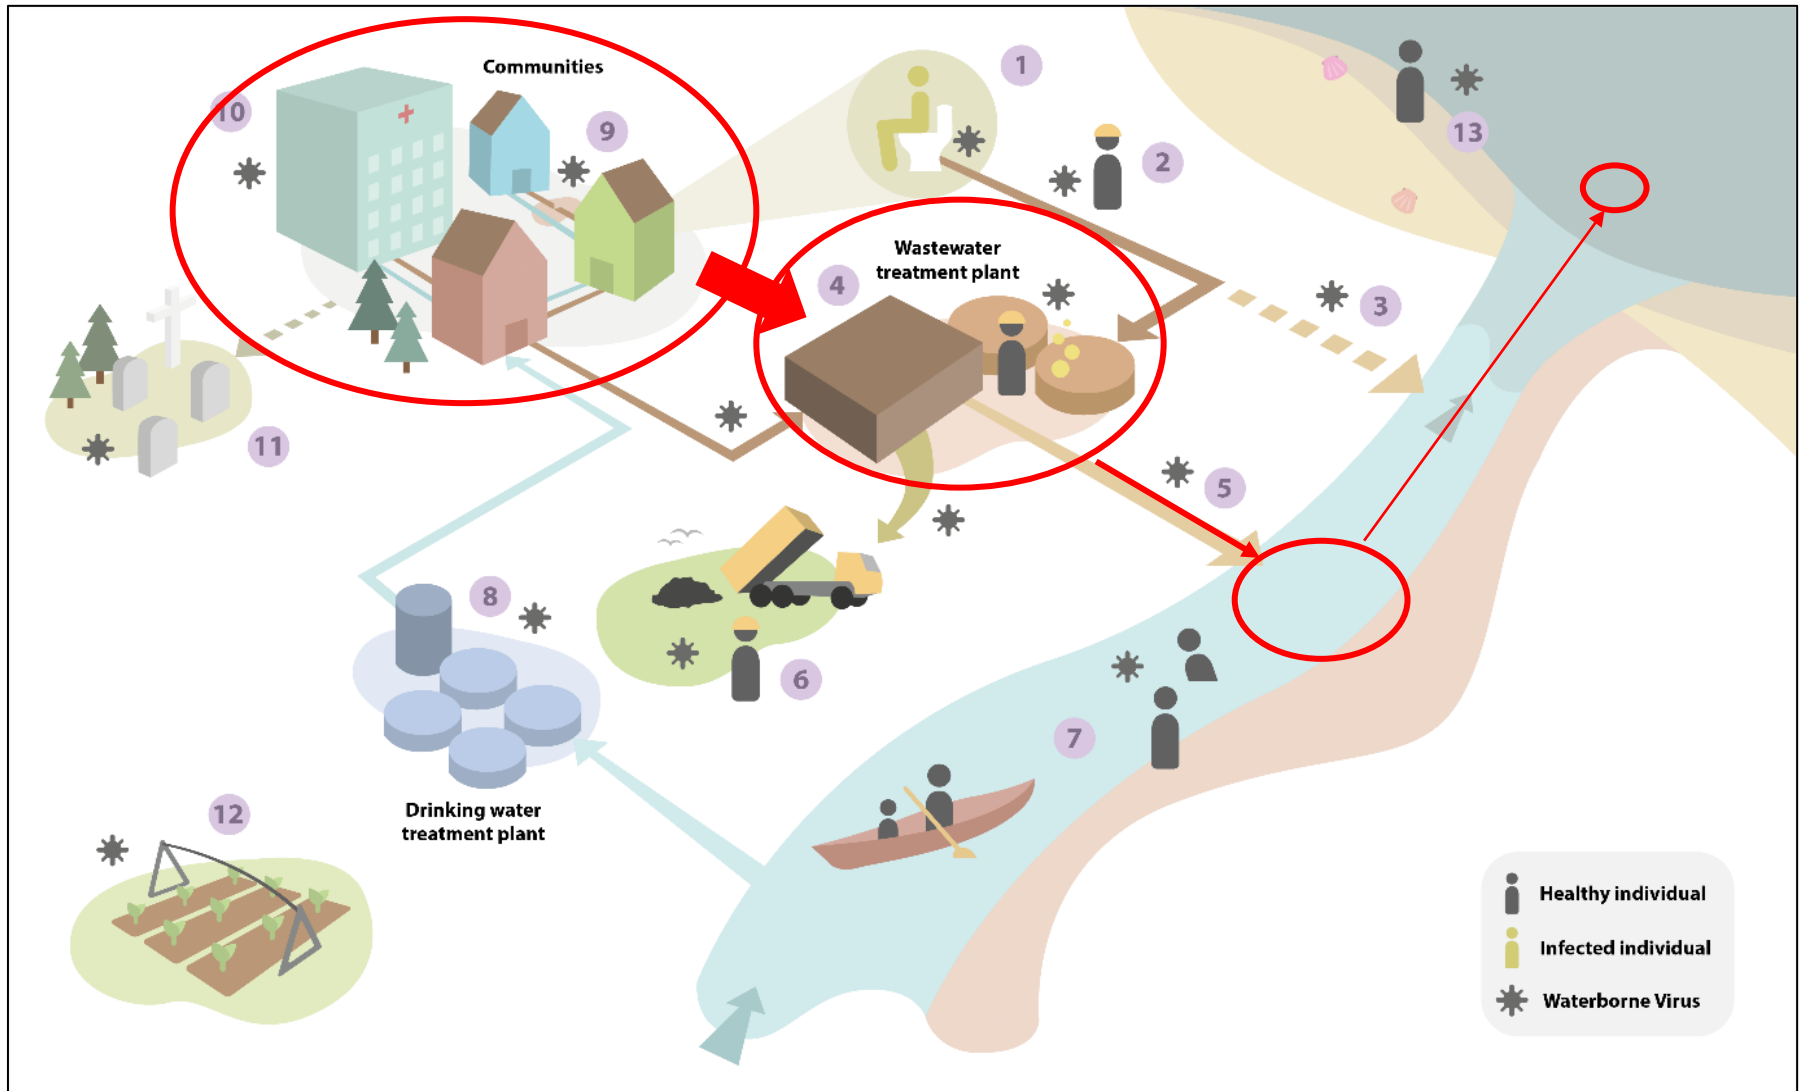 Communities
1
10
9
2
13
Wastewater
treatment plant
4
3
11
5
8
6
7
Drinking water
treatment plant
12
Healthy individual
Infected individual
Waterborne Virus